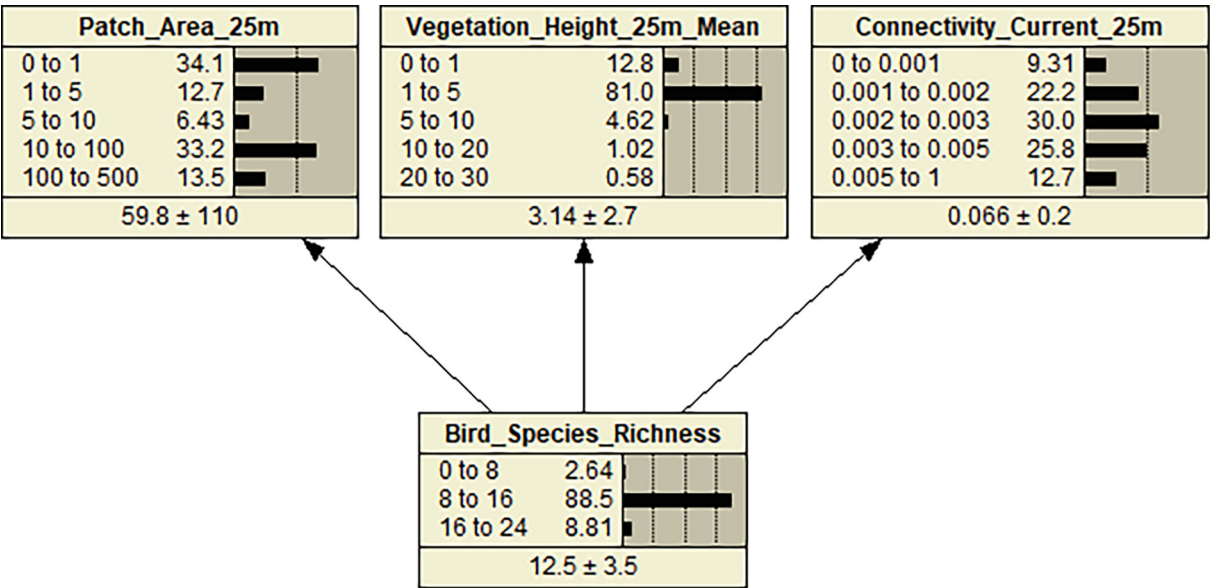 Patch_Area_25m
0 to 1 34.1
1 to 5 12.7
5 to 10 6.43
10 to 100 33.2
100 to 500 13.5
59.8 ± 110
Vegetation_Height_25m_Mean
0 to 1 12.8
1 to 5 81.0
5 to 10 4.62
10 to 20 1.02
20 to 30 0.58
3.14 ± 2.7
Connectivity_Current_25m
0 to 0.001 9.31
0.001 to 0.002 22.2
0.002 to 0.003 30.0
0.003 to 0.005 25.8
0.005 to 1 12.7
0.066 ± 0.2
Bird_Species_Richness
0 to 8 2.64
8 to 16 88.5
16 to 24 8.81
12.5 ± 3.5